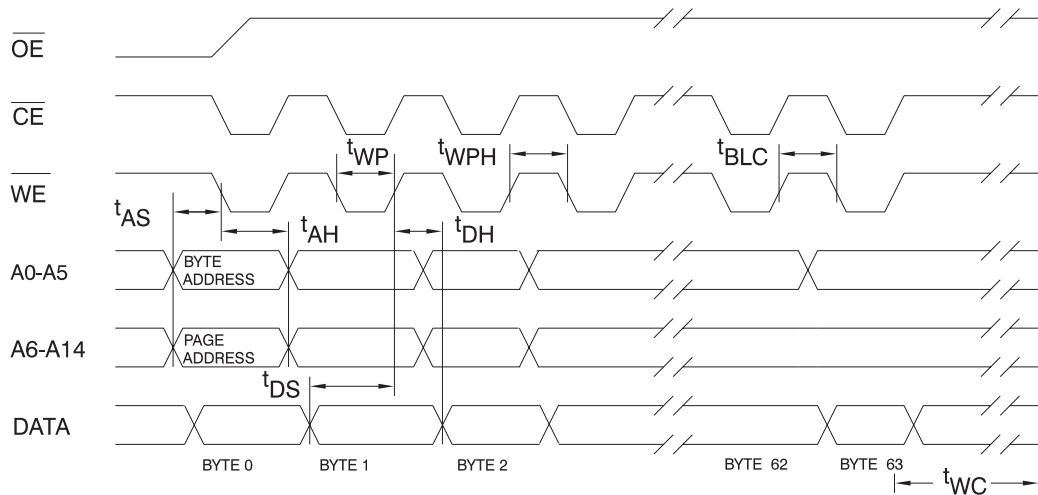 OE
CE
tWP
tWPH
tBLC
WE
tAS
tAH
tDH
A0-A5
BYTE
ADDRESS
A6-A14
PAGE
ADDRESS
tDS
DATA
BYTE 0
BYTE 1
BYTE 2
BYTE 62
BYTE 63
tWC